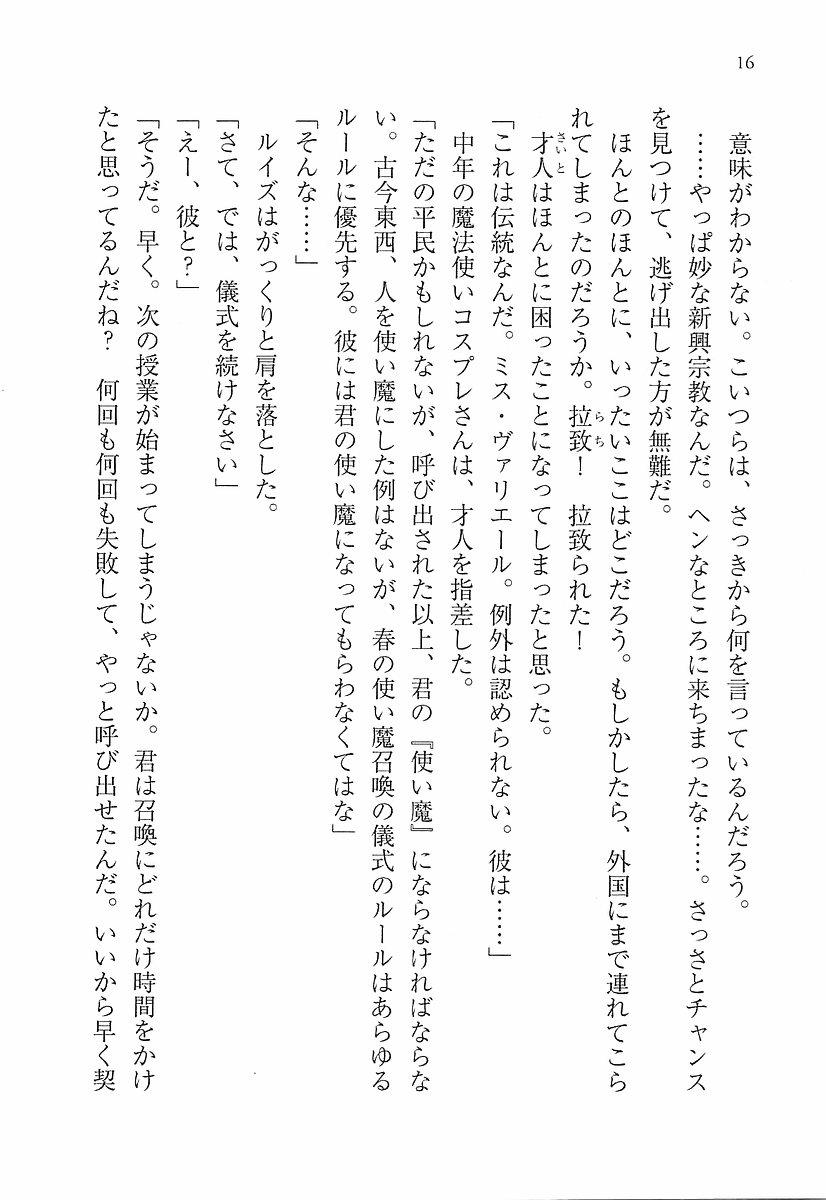 16
意味がわからない。こいつらは、さっきから何を言っているんだろう。
……やっぱ妙な新興宗教なんだ。ヘンなところに来ちまったな……。さっさとチャンス
を見つけて、逃げ出した方が無難だ。
ほんとのほんとに、いったいここはどこだろう。もしかしたら、外国にまで連れてこら
れてしまったのだろうか。拉致！　拉致られた！
才人はほんとに困ったことになってしまったと思った。
「これは伝統なんだ。ミス・ヴァリエール。例外は認められない。彼は……」
中年の魔法使いコスプレさんは、才人を指差した。
「ただの平民かもしれないが、呼び出された以上、君の『使い魔』にならなければならな
い。古今東西、人を使い魔にした例はないが、春の使い魔召喚の儀式のルールはあらゆる
ルールに優先する。彼には君の使い魔になってもらわなくてはな」
「そんな……」
ルイズはがっくりと肩を落とした。
「さて、では、儀式を続けなさい」
「えー、彼と？」
「そうだ。早く。次の授業が始まってしまうじゃないか。君は召喚にどれだけ時間をかけ
たと思ってるんだね？　何回も何回も失敗して、やっと呼び出せたんだ。いいから早く契